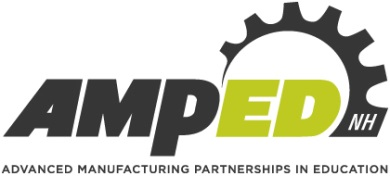 AMPED NH
ADVANCED MANUFACTURING PARTNERSHIPS IN EDUCATION